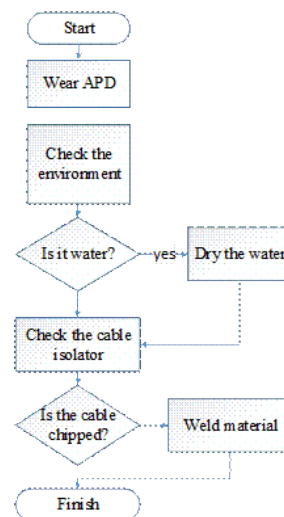 Start
Wear APD
Check the
environment
Is it water?
yes
Dry the water
Check the cable
isolator
Is the cable
chipped?
Weld material
Finish